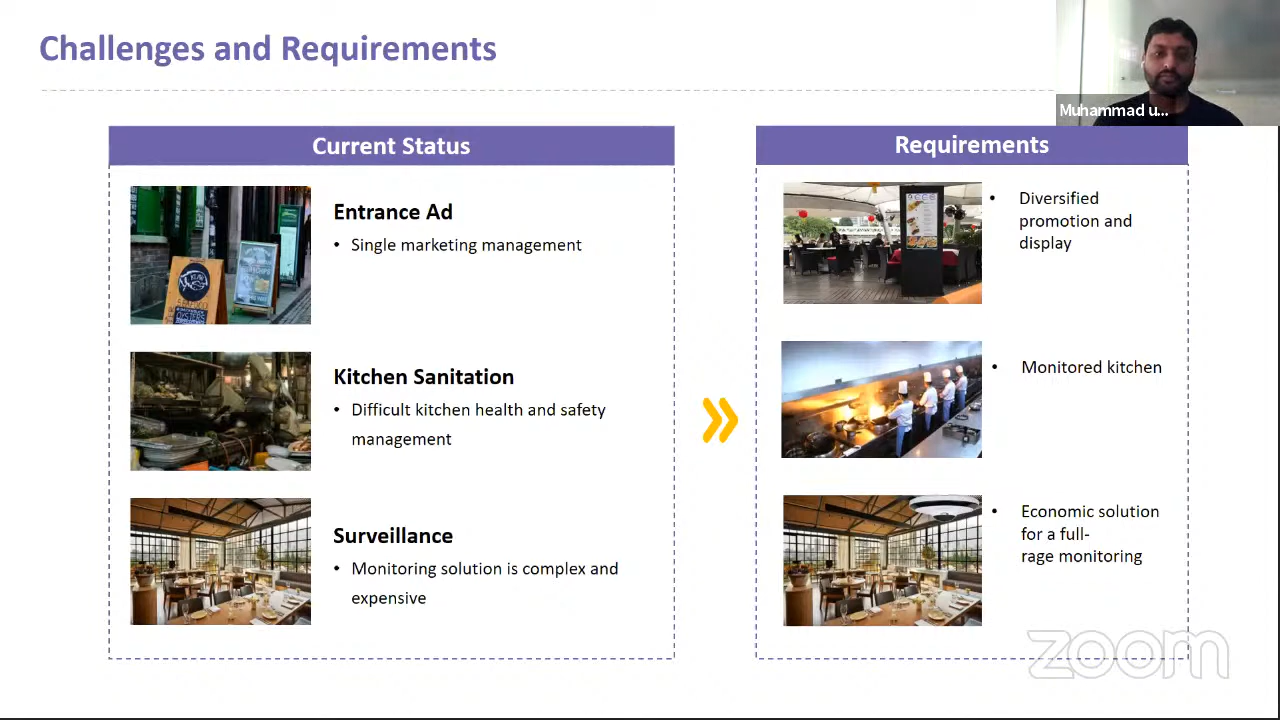 Challenges and Requirements
Muhammad u...
Current Status
Entrance Ad
• Single marketing management
Kitchen Sanitation
• Difficult kitchen health and safety
management
Surveillance
• Monitoring solution is complex and
expensive
Requirements
• Diversified
promotion and
display
• Monitored kitchen
• Economic solution
for a full-
rage monitoring
SEAFOOD
OYSTERS
zoom